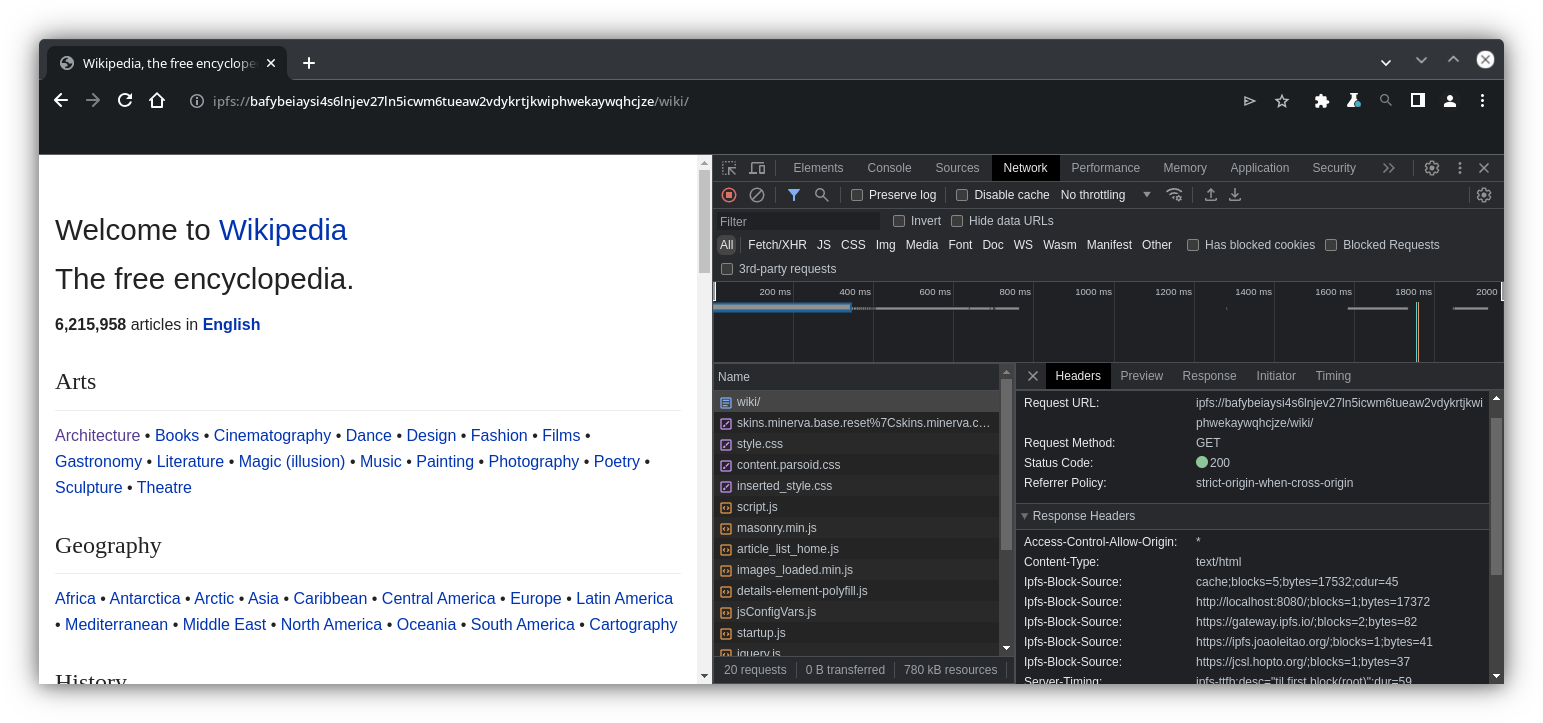 Wikipedia, the free encyclope
ipfs://bafybeiaysi4s6lnjev27ln5icwm6tueaw2vdykrtjkwiphwekaywqhcjze/wiki/
Welcome to Wikipedia
The free encyclopedia.
6,215,958 articles in English
Arts
Architecture • Books • Cinematography • Dance • Design • Fashion • Films •
Gastronomy • Literature • Magic (illusion) • Music • Painting • Photography • Poetry •
Sculpture • Theatre
Geography
Africa • Antarctica • Arctic • Asia • Caribbean • Central America • Europe • Latin America
• Mediterranean • Middle East • North America • Oceania • South America • Cartography
History
Elements Console Sources Network Performance Memory Application Security
Preserve log Disable cache No throttling
Filter Invert Hide data URLs
All Fetch/XHR JS CSS Img Media Font Doc WS Wasm Manifest Other Has blocked cookies Blocked Requests
3rd-party requests
200 ms 400 ms 600 ms 800 ms 1000 ms 1200 ms 1400 ms 1600 ms 1800 ms 2000
Name
wiki/
skins.minerva.base.reset%7Cskins.minerva.c…
style.css
content.parsoid.css
inserted_style.css
script.js
masonry.min.js
article_list_home.js
images_loaded.min.js
details-element-polyfill.js
jsConfigVars.js
startup.js
jquery.js
20 requests 0 B transferred 780 kB resources
Headers Preview Response Initiator Timing
Request URL: ipfs://bafybeiaysi4s6lnjev27ln5icwm6tueaw2vdykrtjkwi
phwekaywqhcjze/wiki/
Request Method: GET
Status Code: 200
Referrer Policy: strict-origin-when-cross-origin
Response Headers
Access-Control-Allow-Origin: *
Content-Type: text/html
Ipfs-Block-Source: cache;blocks=5;bytes=17532;cdur=45
Ipfs-Block-Source: http://localhost:8080/;blocks=1;bytes=17372
Ipfs-Block-Source: https://gateway.ipfs.io/;blocks=2;bytes=82
Ipfs-Block-Source: https://ipfs.joaoleitao.org/;blocks=1;bytes=41
Ipfs-Block-Source: https://jcsl.hopto.org/;blocks=1;bytes=37
Server-Timing: ipfs-ttfb;desc="til first block(root)";dur=59